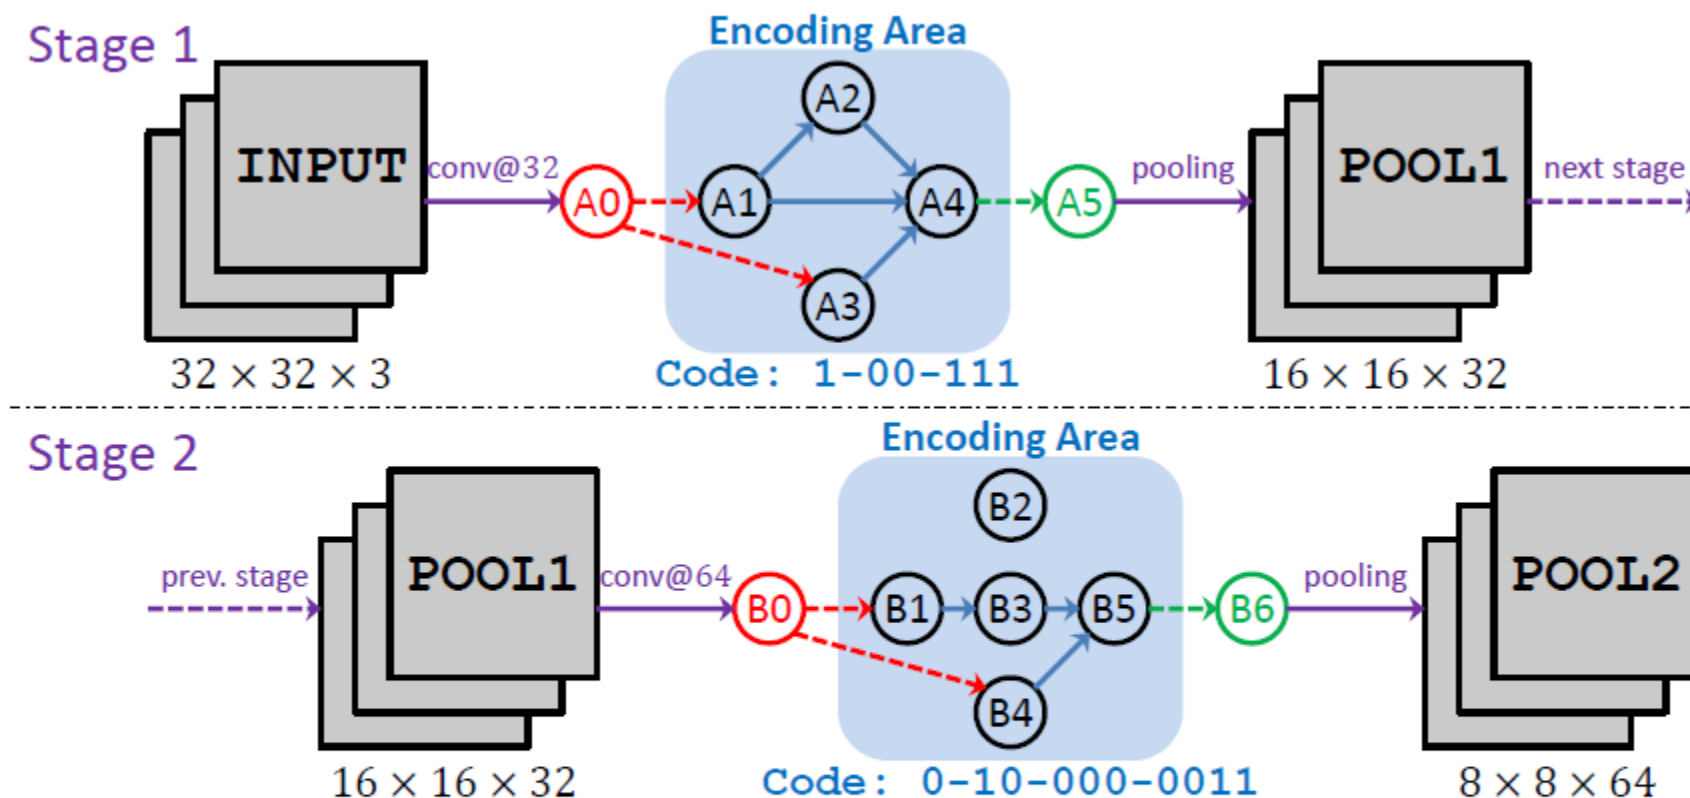 Stage 1
Encoding Area
INPUT
conv@32
A0
A1
A2
A3
A4
A5
pooling
POOL1
next stage
32 × 32 × 3
Code: 1-00-111
16 × 16 × 32
Stage 2
Encoding Area
prev. stage
POOL1
conv@64
B0
B1
B2
B3
B4
B5
B6
pooling
POOL2
16 × 16 × 32
Code: 0-10-000-0011
8 × 8 × 64